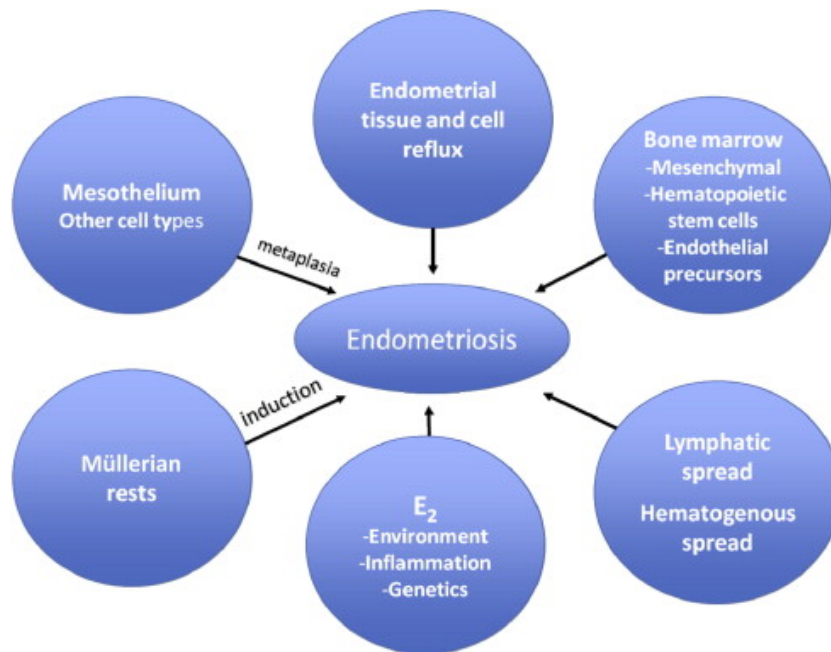 Endometrial
tissue and cell
reflux
Bone marrow
-Mesenchymal
-Hematopoietic
stem cells
-Endothelial
precursors
Mesothelium
Other cell types
metaplasia
Endometriosis
induction
Müllerian
rests
E₂
-Environment
-Inflammation
-Genetics
Lymphatic
spread
Hematogenous
spread